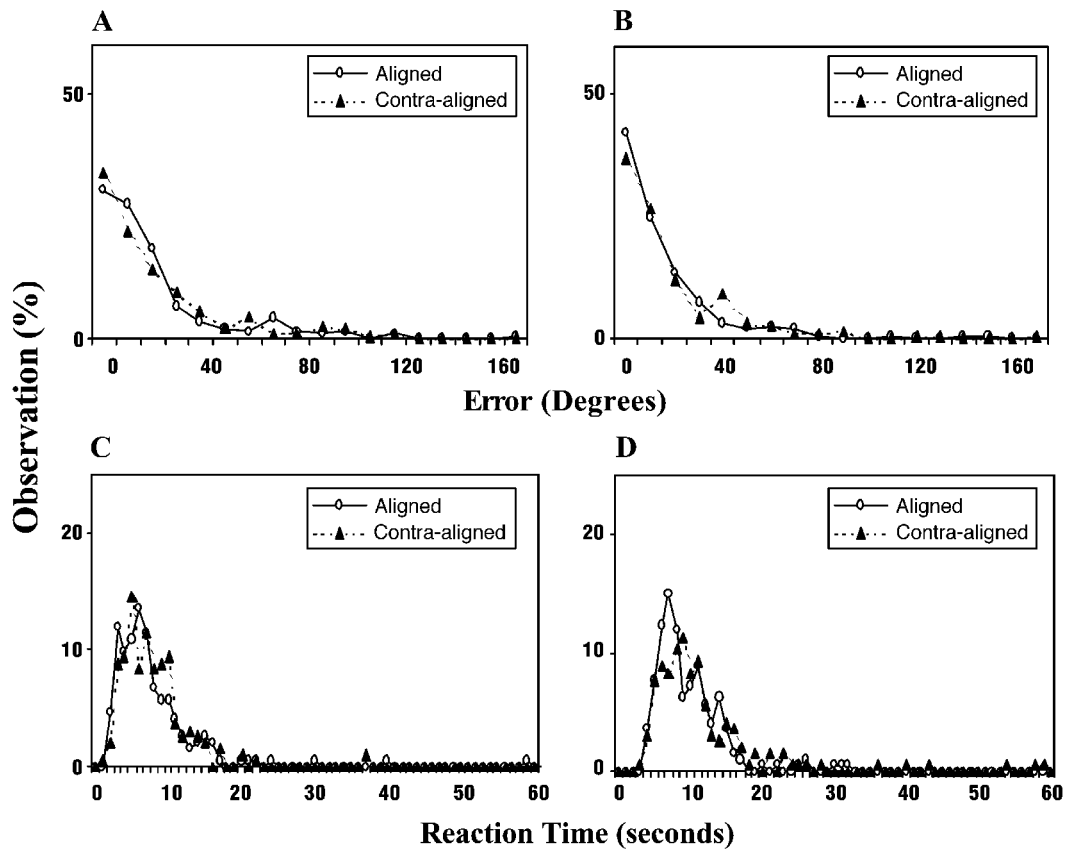 A
B
50
0
Aligned
Contra-aligned
0 40 80 120 160
50
0
Aligned
Contra-aligned
0 40 80 120 160
Error (Degrees)
Observation (%)
C
D
20
10
0
Aligned
Contra-aligned
0 10 20 30 40 50 60
20
10
0
Aligned
Contra-aligned
0 10 20 30 40 50 60
Reaction Time (seconds)